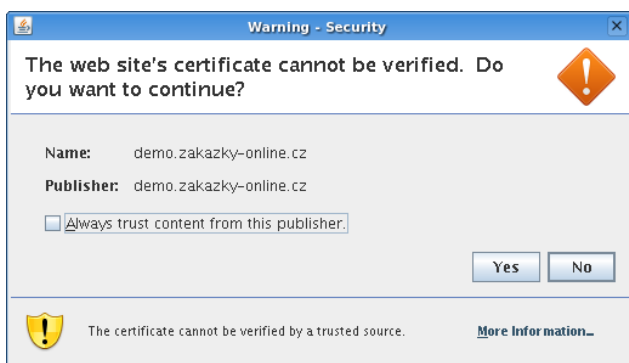 Warning - Security
The web site's certificate cannot be verified. Do
you want to continue?
Name: demo.zakazky-online.cz
Publisher: demo.zakazky-online.cz
Always trust content from this publisher.
Yes No
The certificate cannot be verified by a trusted source. More Information...